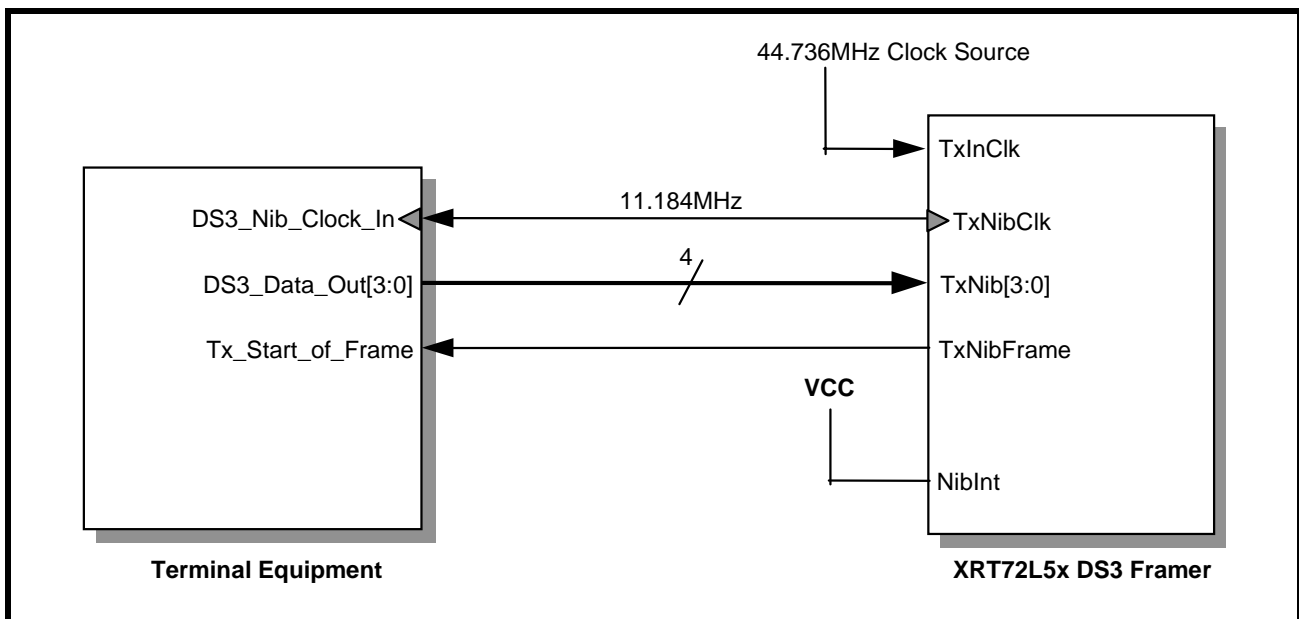 44.736MHz Clock Source
TxInClk
11.184MHz
DS3_Nib_Clock_In
TxNibClk
4
DS3_Data_Out[3:0]
TxNib[3:0]
Tx_Start_of_Frame
TxNibFrame
VCC
NibInt
Terminal Equipment
XRT72L5x DS3 Framer